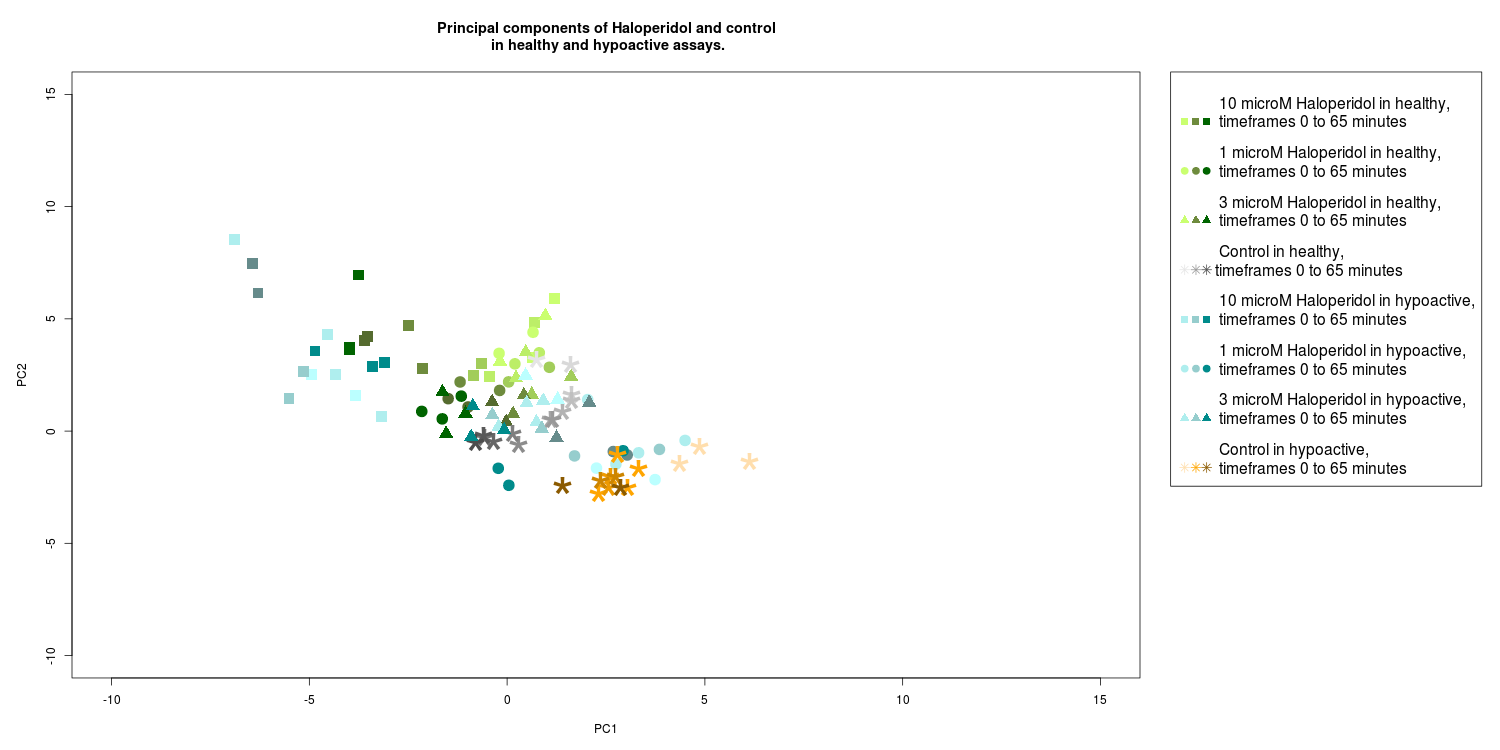 Principal components of Haloperidol and control
in healthy and hypoactive assays.
15
10
5
0
-5
-10
PC2
-10
-5
0
5
10
15
PC1
10 microM Haloperidol in healthy,
timeframes 0 to 65 minutes
1 microM Haloperidol in healthy,
timeframes 0 to 65 minutes
3 microM Haloperidol in healthy,
timeframes 0 to 65 minutes
Control in healthy,
timeframes 0 to 65 minutes
10 microM Haloperidol in hypoactive,
timeframes 0 to 65 minutes
1 microM Haloperidol in hypoactive,
timeframes 0 to 65 minutes
3 microM Haloperidol in hypoactive,
timeframes 0 to 65 minutes
Control in hypoactive,
timeframes 0 to 65 minutes